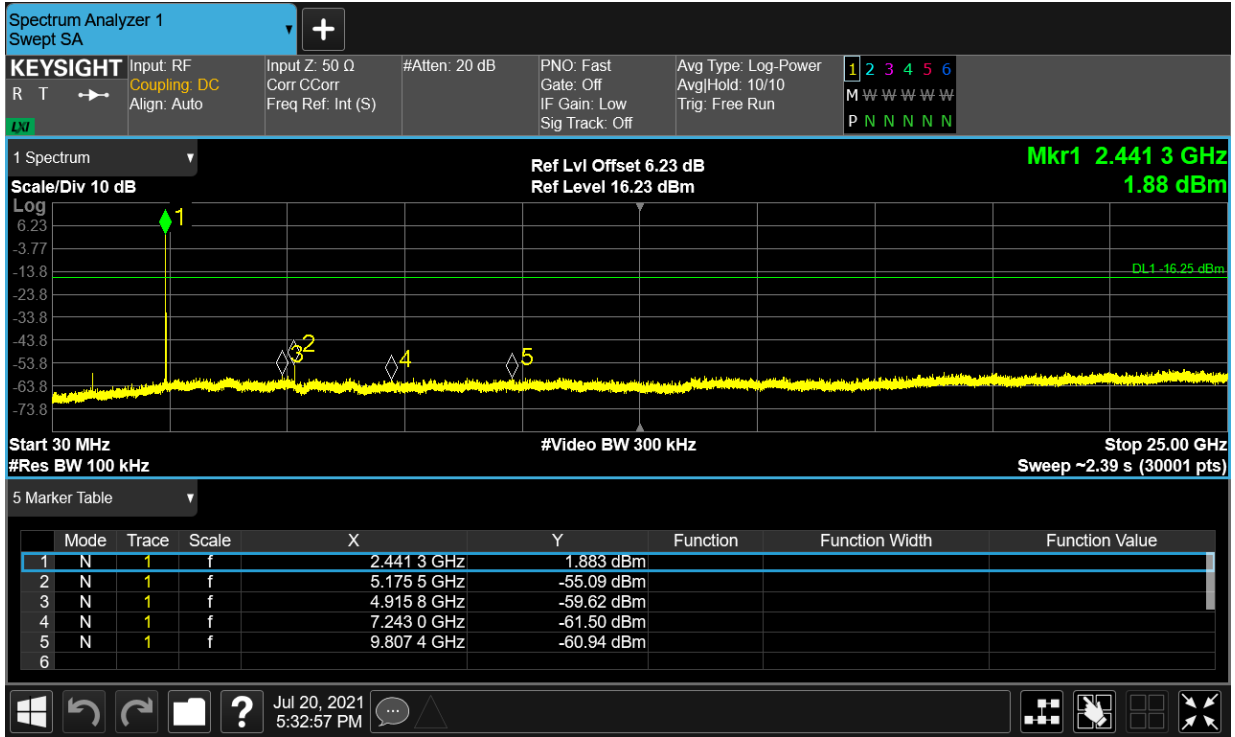 Spectrum Analyzer 1
Swept SA
KEYSIGHT Input: RF Input Z: 50 Ω #Atten: 20 dB PNO: Fast Avg Type: Log-Power 1 2 3 4 5 6
R T Coupling: DC Corr CCorr Gate: Off Avg|Hold: 10/10 M W W W W W
Align: Auto Freq Ref: Int (S) IF Gain: Low Trig: Free Run P N N N N N
LXI Sig Track: Off
1 Spectrum
Ref Lvl Offset 6.23 dB Mkr1 2.441 3 GHz
Scale/Div 10 dB Ref Level 16.23 dBm 1.88 dBm
Log
1
6.23
-3.77
-13.8 DL1 -16.25 dBm
-23.8
-33.8
-43.8
2
3 4 5
-53.8
-63.8
-73.8
Start 30 MHz #Video BW 300 kHz Stop 25.00 GHz
#Res BW 100 kHz Sweep ~2.39 s (30001 pts)
5 Marker Table
Mode Trace Scale X Y Function Function Width Function Value
1 N 1 f 2.441 3 GHz 1.883 dBm
2 N 1 f 5.175 5 GHz -55.09 dBm
3 N 1 f 4.915 8 GHz -59.62 dBm
4 N 1 f 7.243 0 GHz -61.50 dBm
5 N 1 f 9.807 4 GHz -60.94 dBm
6
? Jul 20, 2021
5:32:57 PM